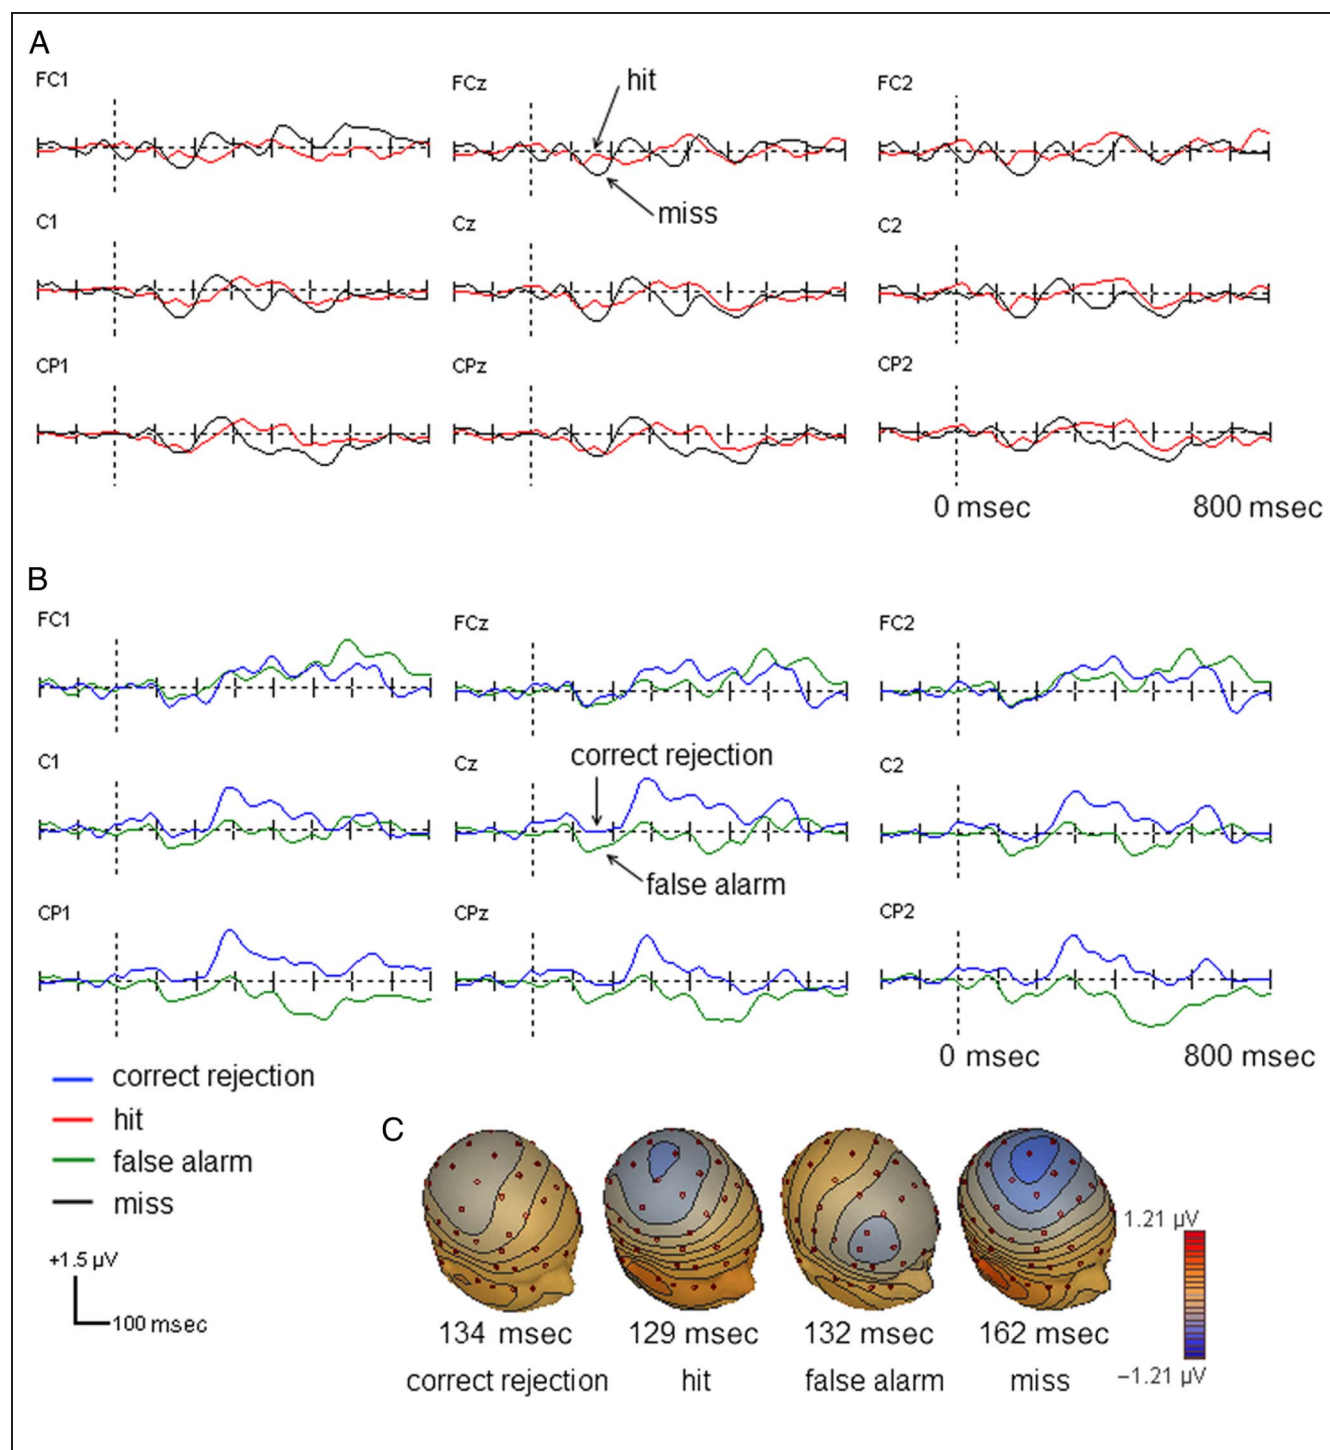 A
FC1
FCz
hit
FC2
miss
C1
Cz
C2
CP1
CPz
CP2
0 msec 800 msec
B
FC1
FCz
FC2
correct rejection
C1
Cz
C2
false alarm
CP1
CPz
CP2
0 msec 800 msec
correct rejection
hit
false alarm
miss
+1.5 μV
100 msec
C
1.21 μV
−1.21 μV
134 msec 129 msec 132 msec 162 msec
correct rejection hit false alarm miss